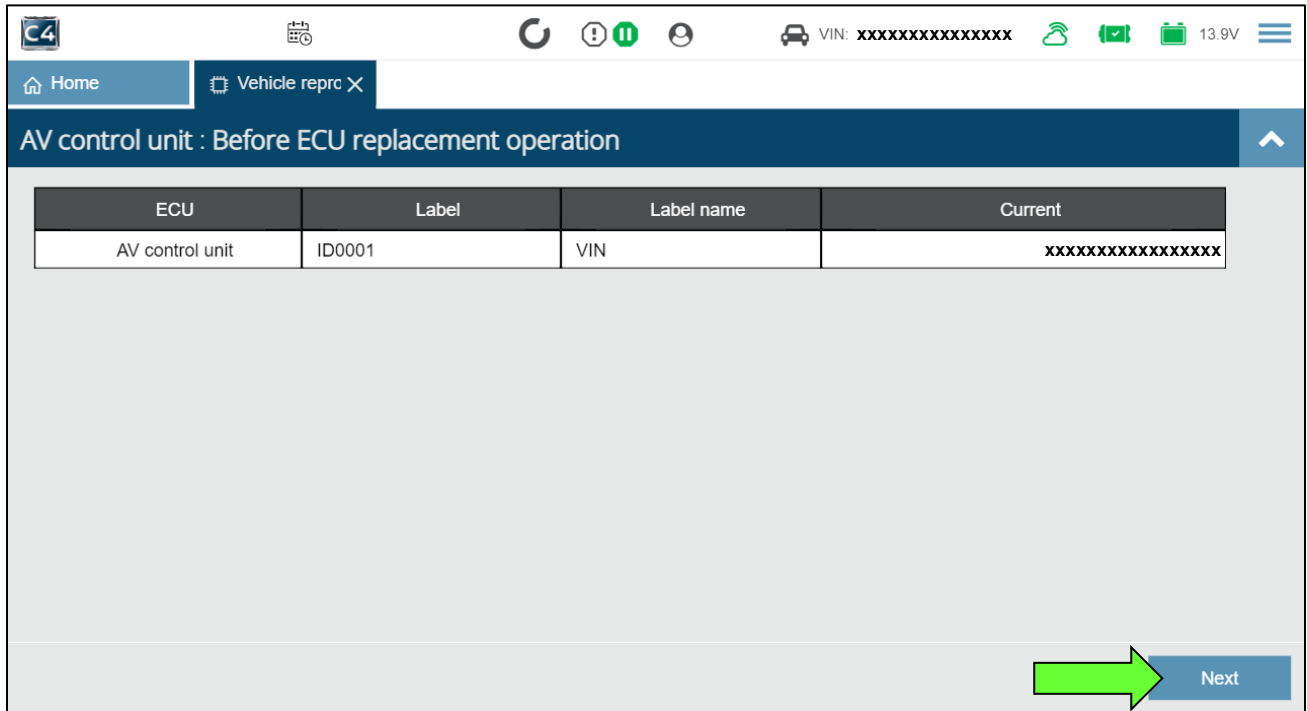 C4 VIN: xxxxxxxxxxxxxxx 13.9V
Home Vehicle repro
AV control unit : Before ECU replacement operation
ECU Label Label name Current
AV control unit ID0001 VIN xxxxxxxxxxxxxxxxx
Next